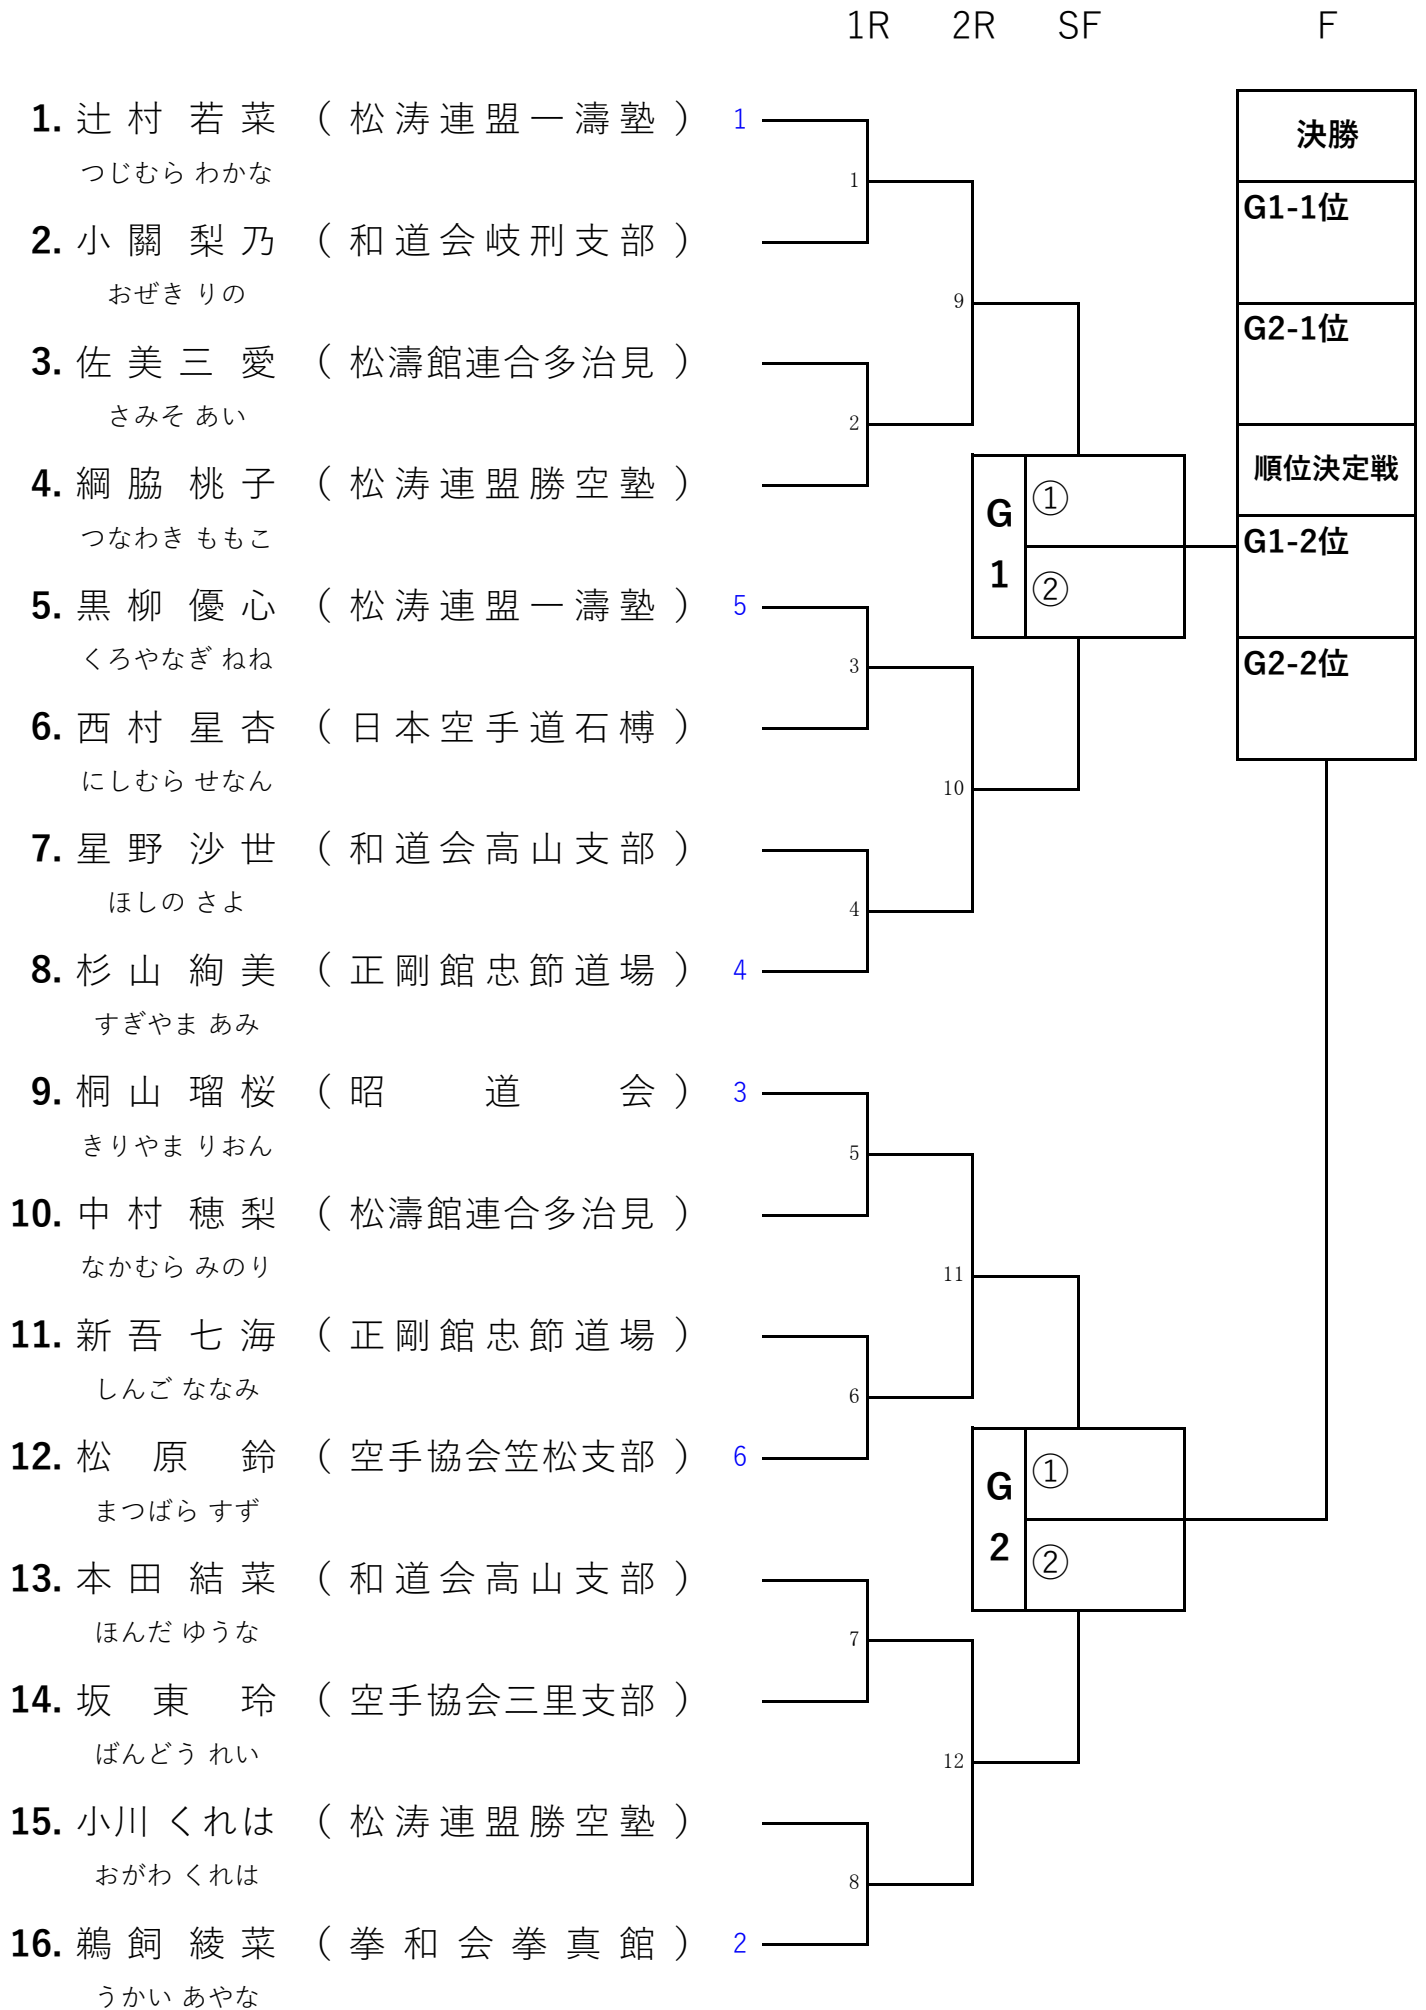 1R 2R SF F
1. 辻村 若菜 (松涛連盟一濤塾) 1
つじむら わかな
2. 小關 梨乃 (和道会岐刑支部)
おぜき りの
3. 佐美三 愛 (松濤館連合多治見)
さみそ あい
4. 綱脇 桃子 (松涛連盟勝空塾)
つなわき ももこ
5. 黒柳 優心 (松涛連盟一濤塾) 5
くろやなぎ ねね
6. 西村 星杏 (日本空手道石榑)
にしむら せなん
7. 星野 沙世 (和道会高山支部)
ほしの さよ
8. 杉山 絢美 (正剛館忠節道場) 4
すぎやま あみ
9. 桐山 瑠桜 (昭道会) 3
きりやま りおん
10. 中村 穂梨 (松濤館連合多治見)
なかむら みのり
11. 新吾 七海 (正剛館忠節道場)
しんご ななみ
12. 松原 鈴 (空手協会笠松支部) 6
まつばら すず
13. 本田 結菜 (和道会高山支部)
ほんだ ゆうな
14. 坂東 玲 (空手協会三里支部)
ばんどう れい
15. 小川 くれは (松涛連盟勝空塾)
おがわ くれは
16. 鵜飼 綾菜 (拳和会拳真館) 2
うかい あやな
1
2
3
4
5
6
7
8
9
10
11
12
G1
①
②
G2
①
②
決勝
G1-1位
G2-1位
順位決定戦
G1-2位
G2-2位